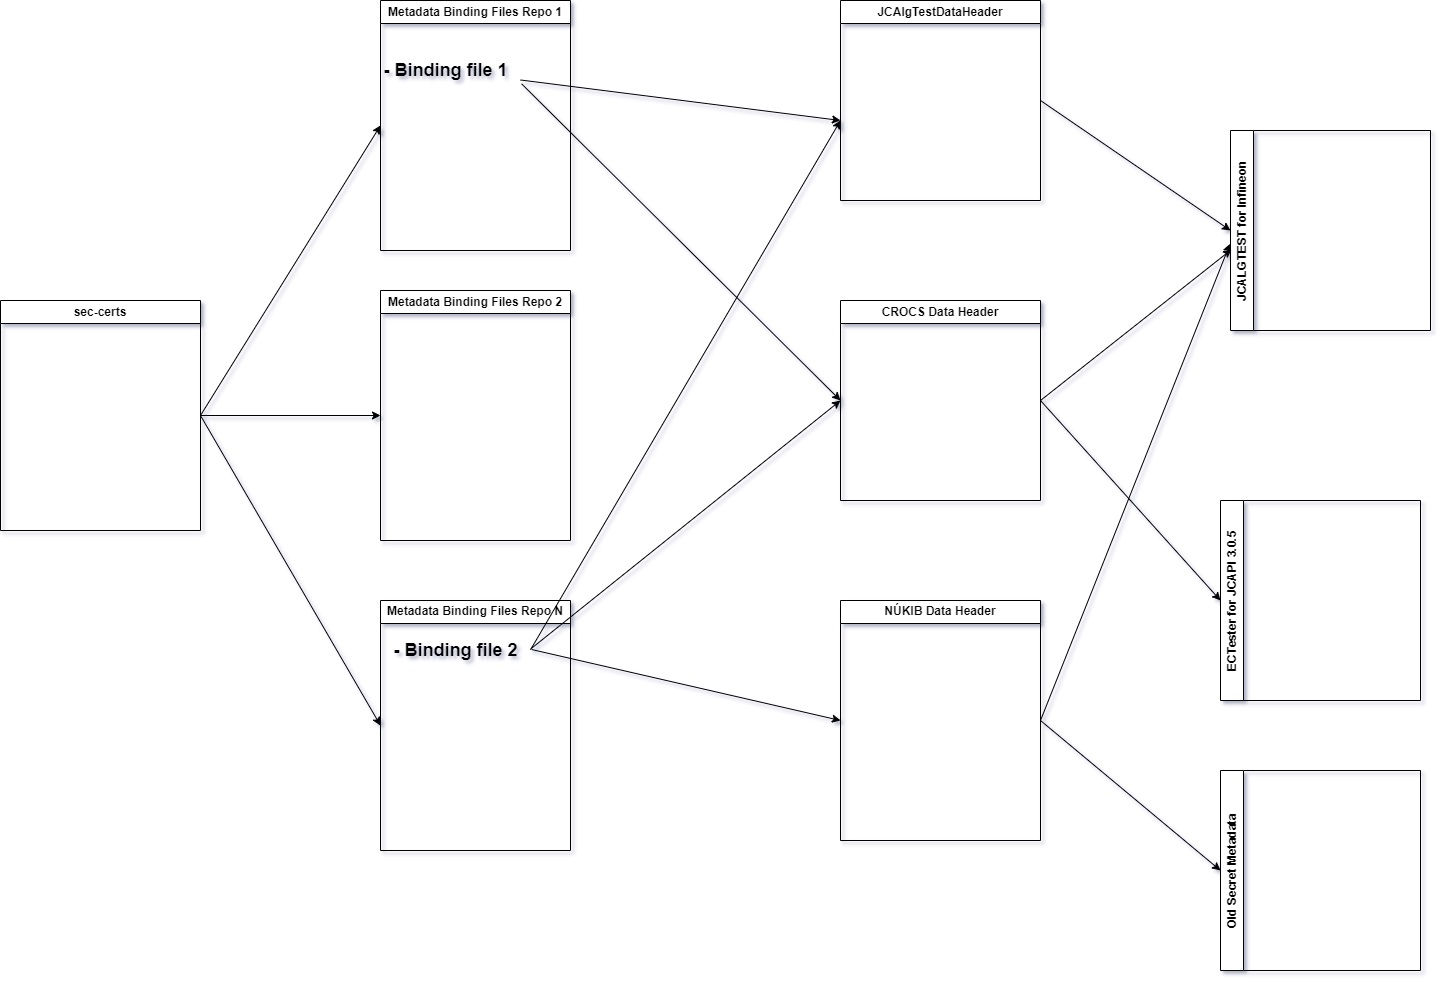 Metadata Binding Files Repo 1
- Binding file 1
JCAlgTestDataHeader
JCALGTEST for Infineon
sec-certs
Metadata Binding Files Repo 2
CROCS Data Header
ECTester for JCAPI 3.0.5
Metadata Binding Files Repo N
- Binding file 2
NÚKIB Data Header
Old Secret Metadata